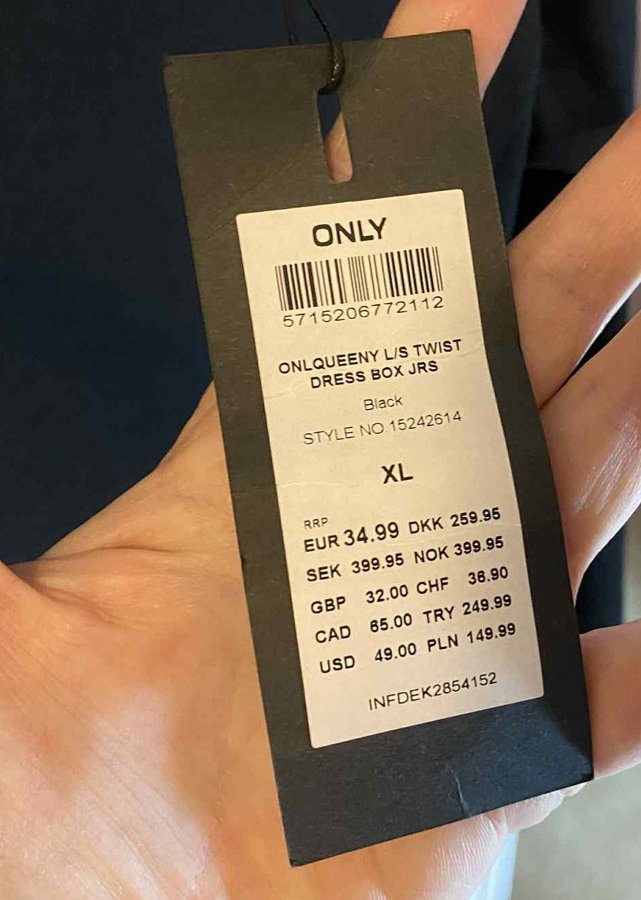 ONLY
5715206772112
ONLQUEENY L/S TWIST
DRESS BOX JRS
Black
STYLE NO 15242614
XL
RRP
EUR 34.99 DKK 259.95
SEK 399.95 NOK 399.95
GBP 32.00 CHF 36.90
CAD 65.00 TRY 249.99
USD 49.00 PLN 149.99
INFDEK2854152